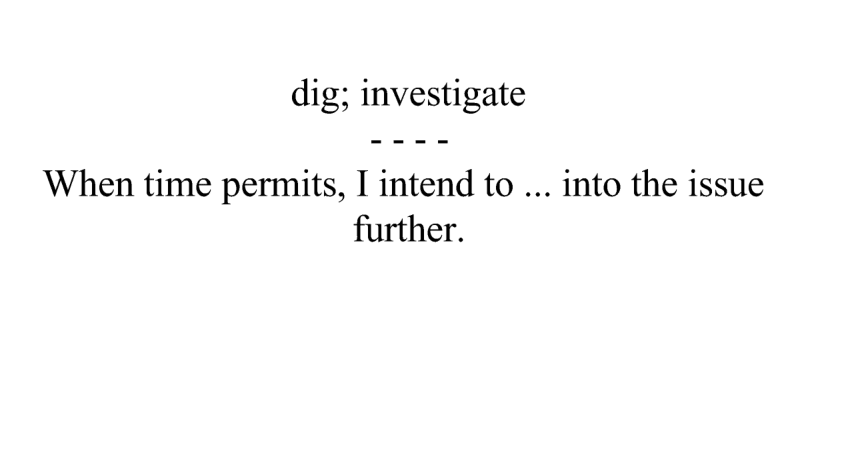 dig; investigate
- - - -
When time permits, I intend to ... into the issue
further.